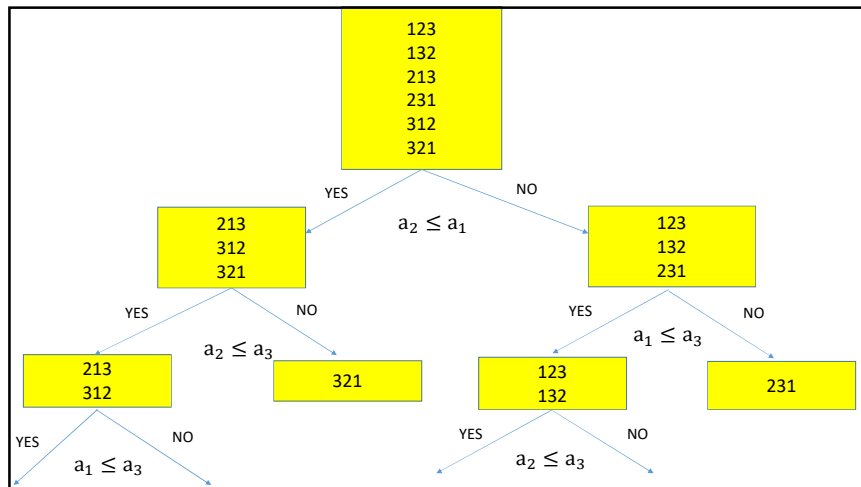 123
132
213
231
312
321
YES
NO
a₂ ≤ a₁
213
312
321
123
132
231
YES
NO
a₂ ≤ a₃
YES
NO
a₁ ≤ a₃
213
312
321
123
132
231
YES
NO
a₁ ≤ a₃
YES
NO
a₂ ≤ a₃